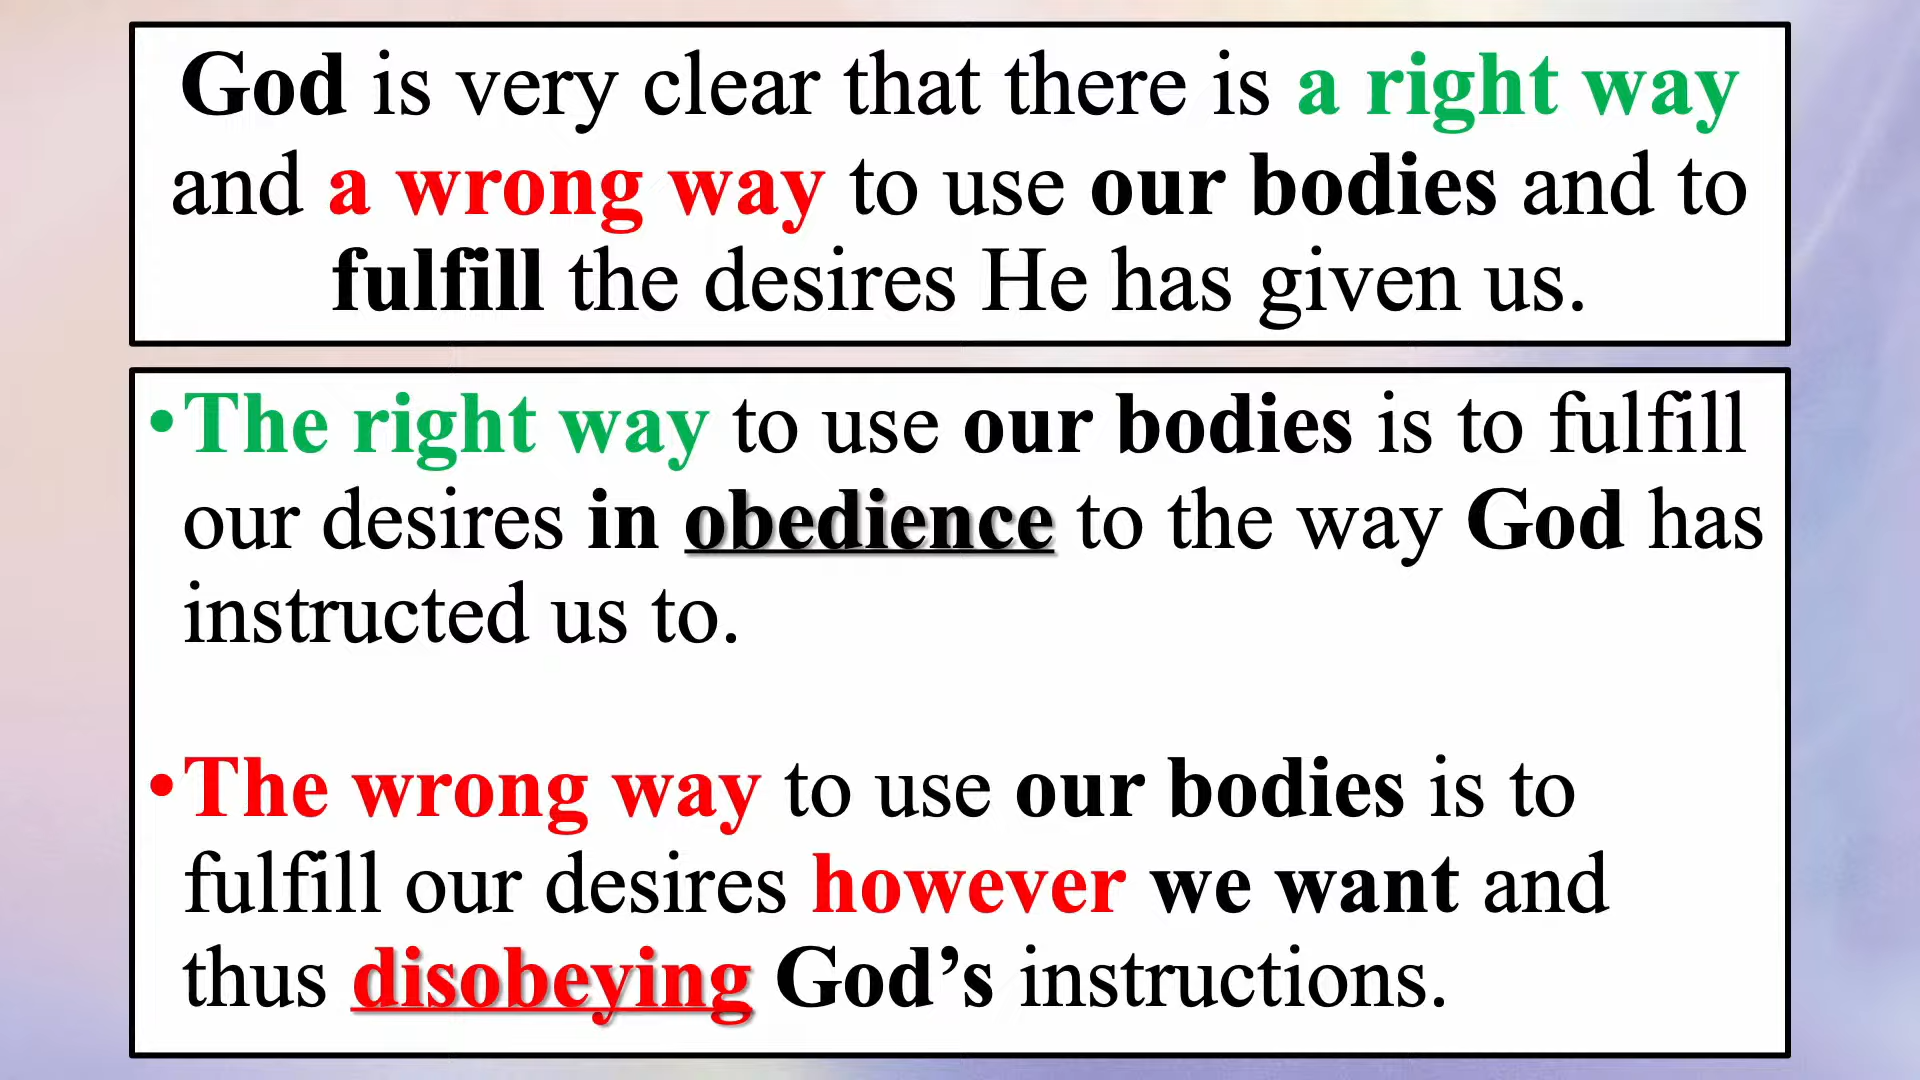 God is very clear that there is a right way
and a wrong way to use our bodies and to
fulfill the desires He has given us.
•The right way to use our bodies is to fulfill
our desires in obedience to the way God has
instructed us to.
•The wrong way to use our bodies is to
fulfill our desires however we want and
thus disobeying God’s instructions.